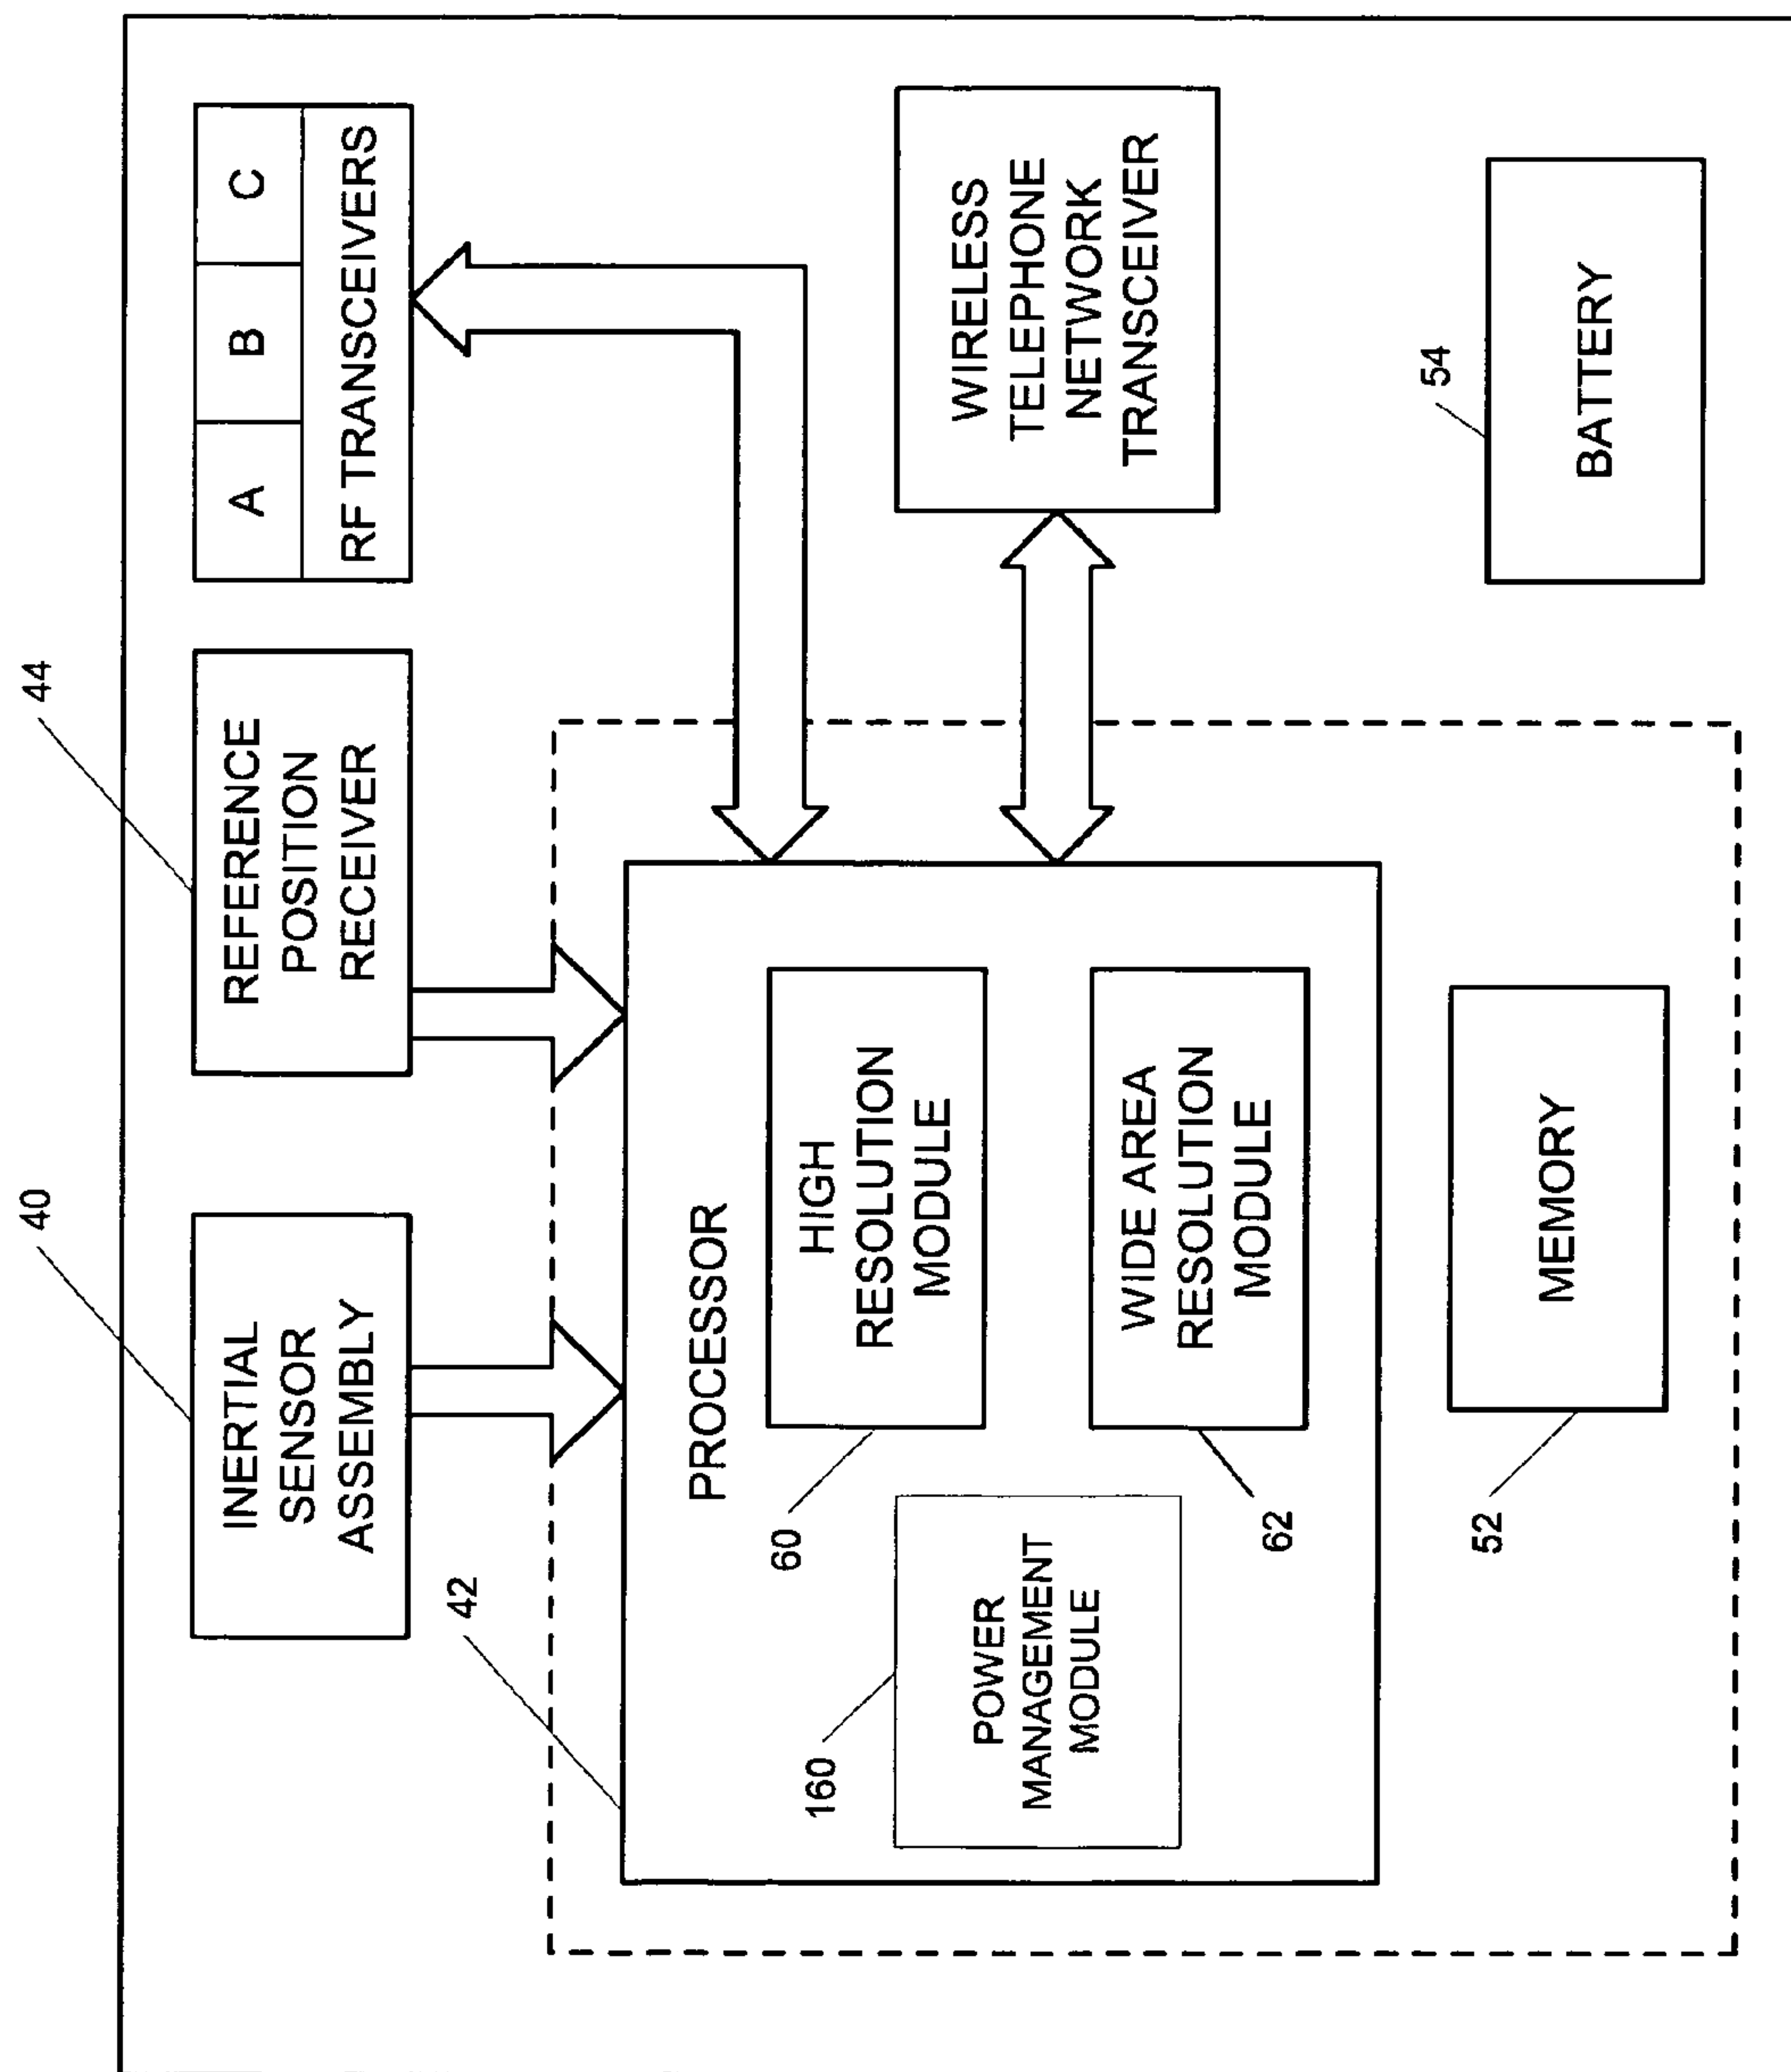 40
44
INERTIAL
SENSOR
ASSEMBLY
REFERENCE
POSITION
RECEIVER
A B C
RF TRANSCEIVERS
42
PROCESSOR
160
POWER
MANAGEMENT
MODULE
60
HIGH
RESOLUTION
MODULE
62
WIDE AREA
RESOLUTION
MODULE
WIRELESS
TELEPHONE
NETWORK
TRANSCEIVER
52
MEMORY
54
BATTERY